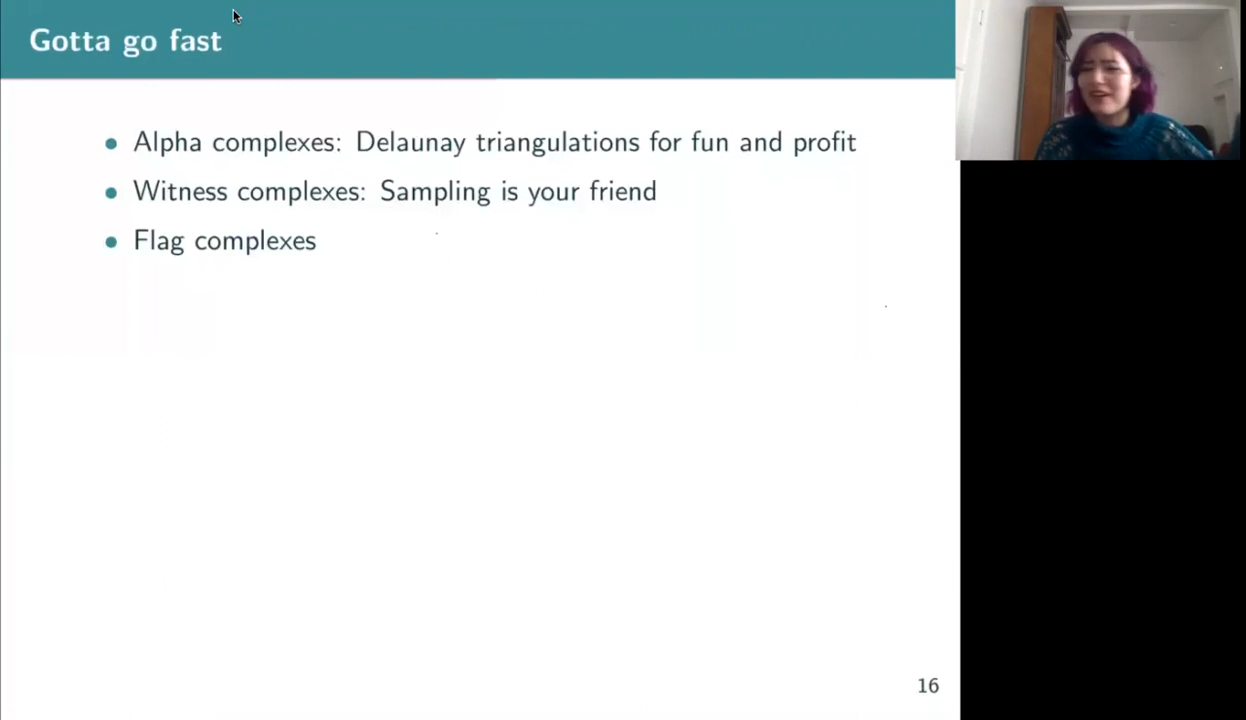 Gotta go fast
• Alpha complexes: Delaunay triangulations for fun and profit
• Witness complexes: Sampling is your friend
• Flag complexes
16